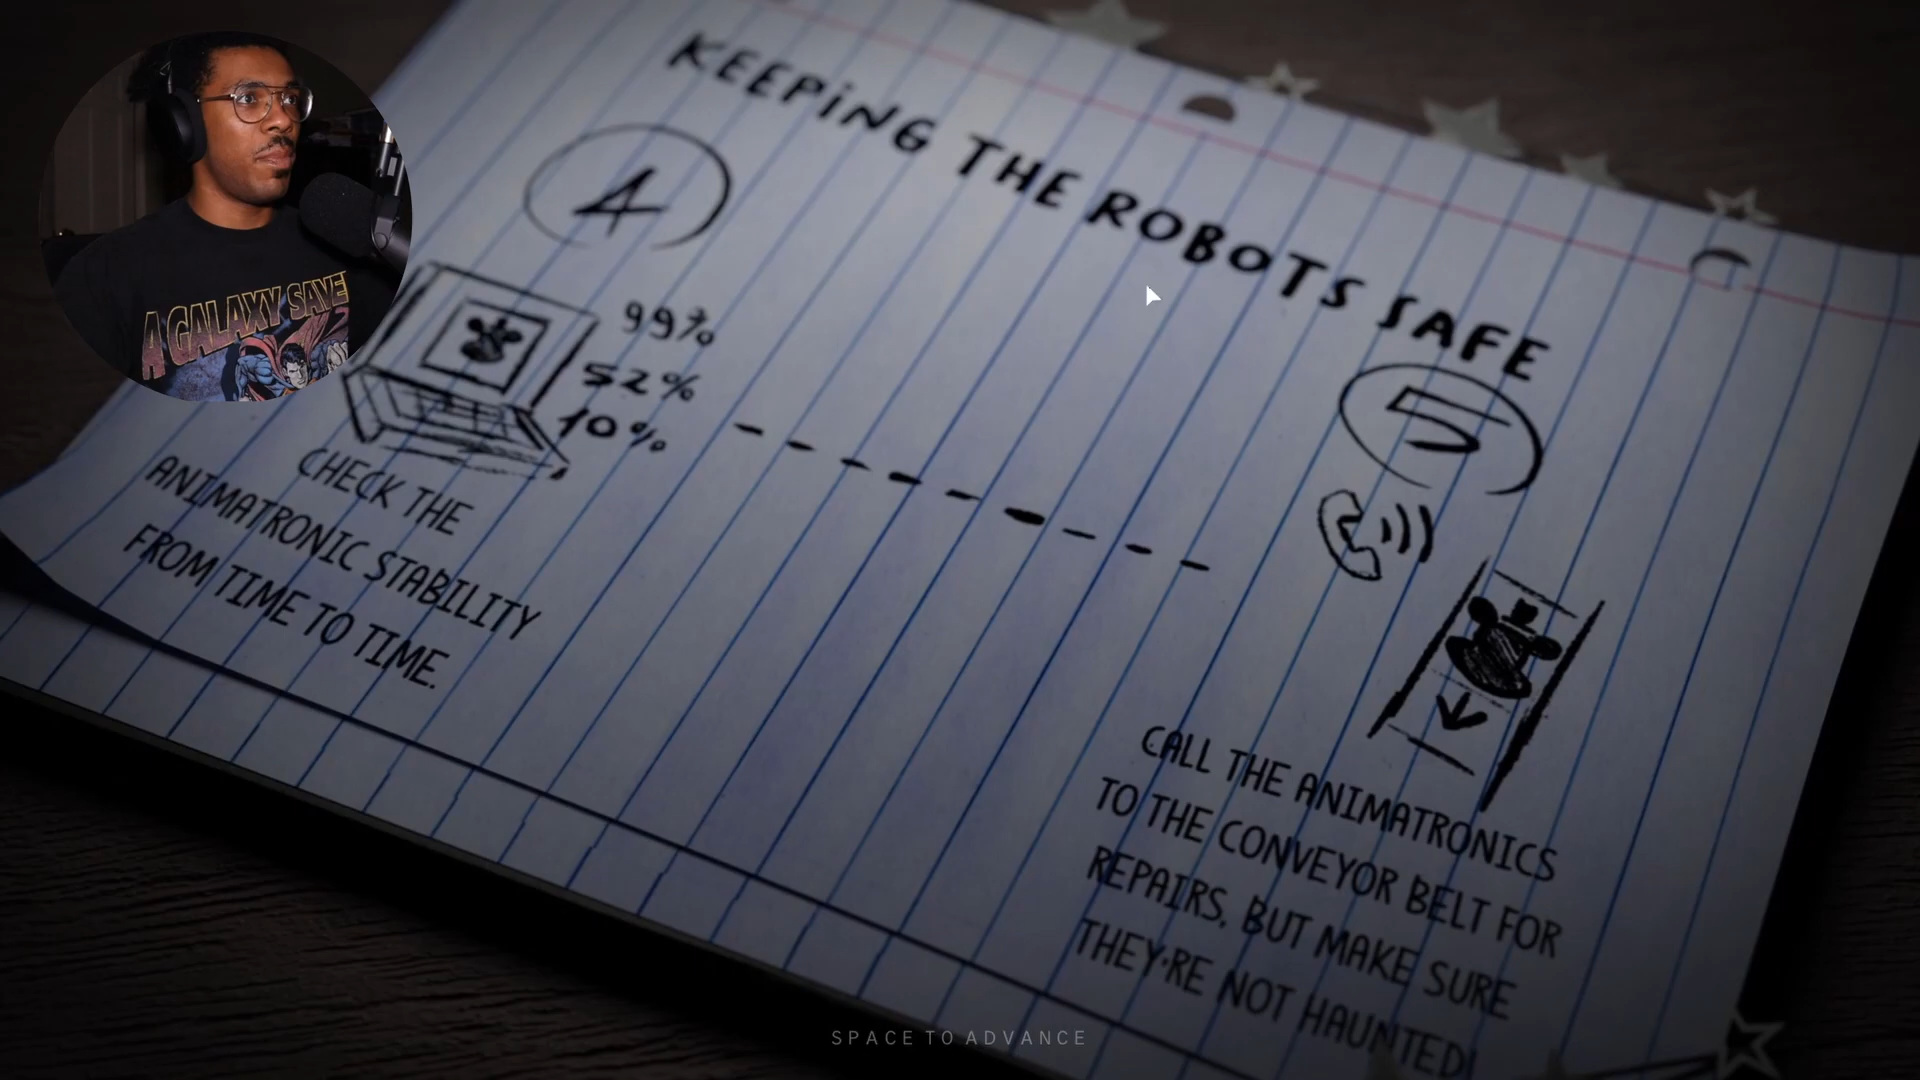 KEEPiNG THE ROBOTS SAFE
4
99%
52%
10%
CHECK THE
ANIMATRONIC STABILITY
FROM TIME TO TIME.
5
CALL THE ANIMATRONICS
TO THE CONVEYOR BELT FOR
REPAIRS, BUT MAKE SURE
THEY'RE NOT HAUNTED!
A GALAXY SAVE
SPACE TO ADVANCE